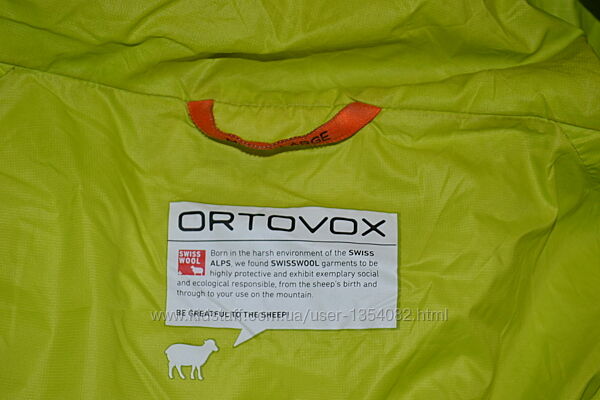 ARGE
ORTOVOX
SWISS
WOOL
Born in the harsh environment of the SWISS
ALPS, we found SWISSWOOL garments to be
highly protective and exhibit exemplary social
and ecological responsible, from the sheep's birth and
through to your use on the mountain.
BE GREATFUL TO THE SHEEP!
www.kidstaff.com.ua/user-1354082.html